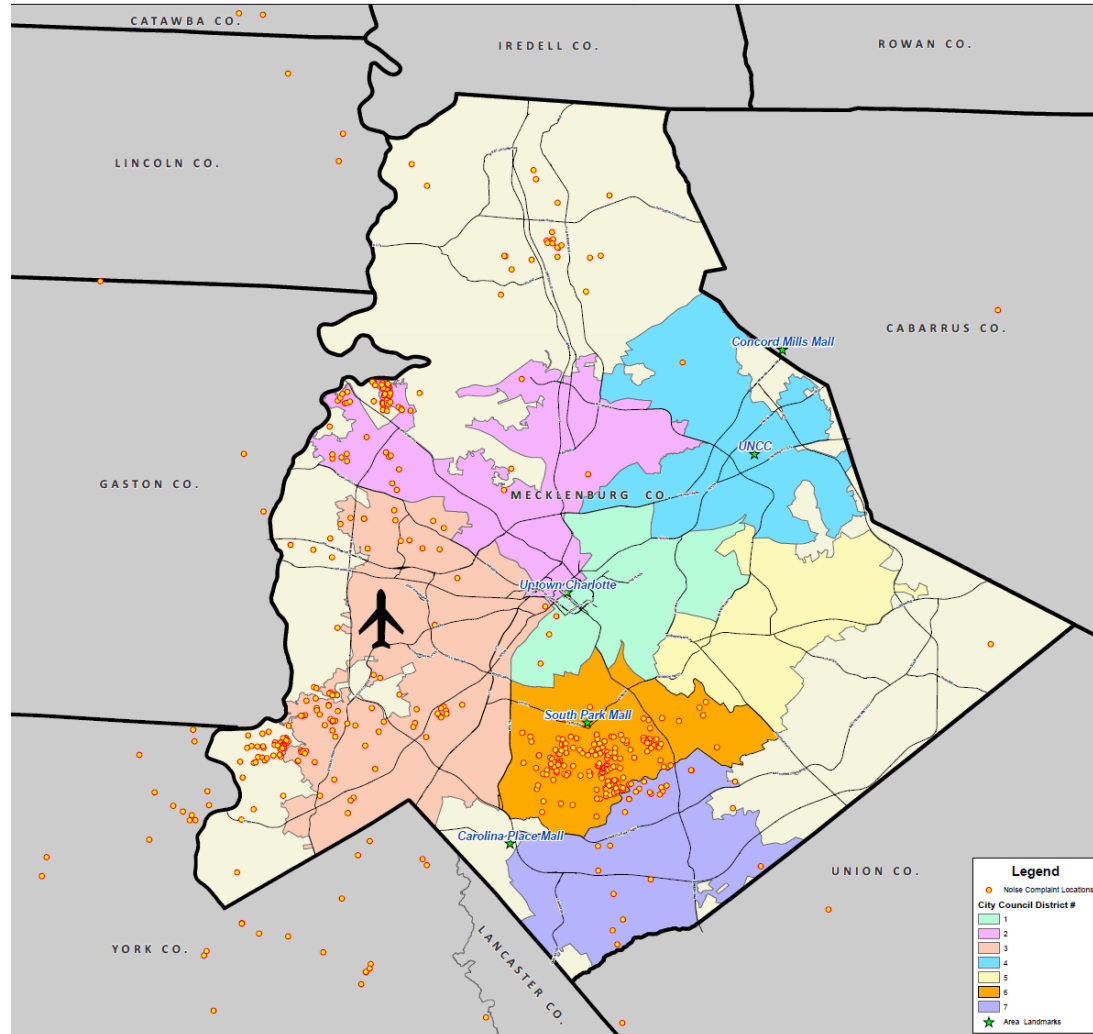 CATAWBA CO.
IREDELL CO.
ROWAN CO.
LINCOLN CO.
CABARRUS CO.
Concord Mills Mall
UNCC
GASTON CO.
MECKLENBURG CO.
Uptown Charlotte
South Park Mall
Carolina Place Mall
UNION CO.
YORK CO.
LANCASTER CO.
Legend
Noise Complaint Locations
City Council District #
1
2
3
4
5
6
7
Area Landmarks